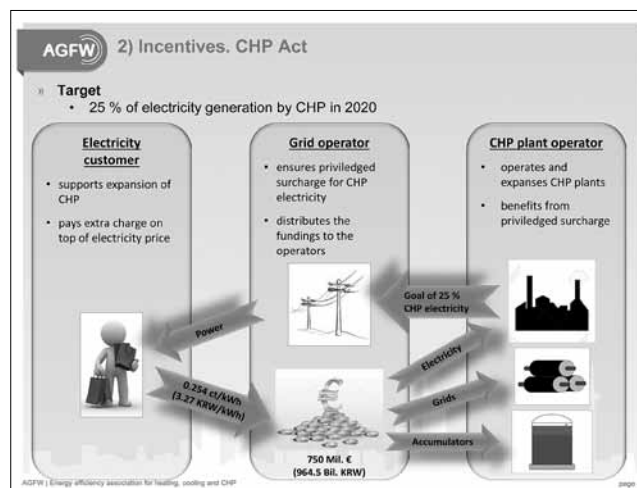 AGFW
2) Incentives. CHP Act
» Target
• 25 % of electricity generation by CHP in 2020
Electricity
customer
• supports expansion of
CHP
• pays extra charge on
top of electricity price
Grid operator
• ensures priviledged
surcharge for CHP
electricity
• distributes the
fundings to the
operators
CHP plant operator
• operates and
expanses CHP plants
• benefits from
priviledged surcharge
Goal of 25 %
CHP electricity
Power
Electricity
0.254 ct/kWh
(3.27 KRW/kWh)
Grids
Accumulators
750 Mil. €
(964.5 Bil. KRW)
AGFW | Energy efficiency association for heating, cooling and CHP
page